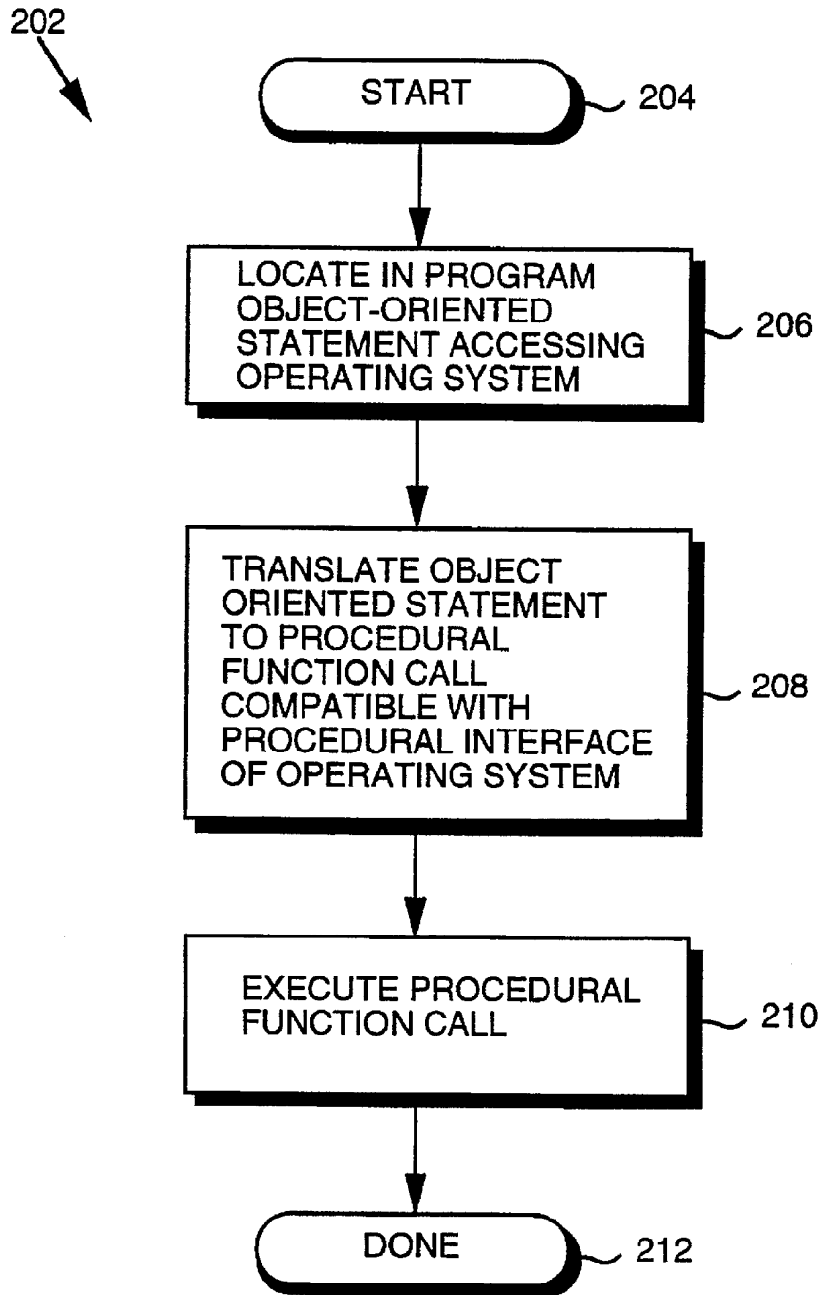 202
START
204
LOCATE IN PROGRAM
OBJECT-ORIENTED
STATEMENT ACCESSING
OPERATING SYSTEM
206
TRANSLATE OBJECT
ORIENTED STATEMENT
TO PROCEDURAL
FUNCTION CALL
COMPATIBLE WITH
PROCEDURAL INTERFACE
OF OPERATING SYSTEM
208
EXECUTE PROCEDURAL
FUNCTION CALL
210
DONE
212